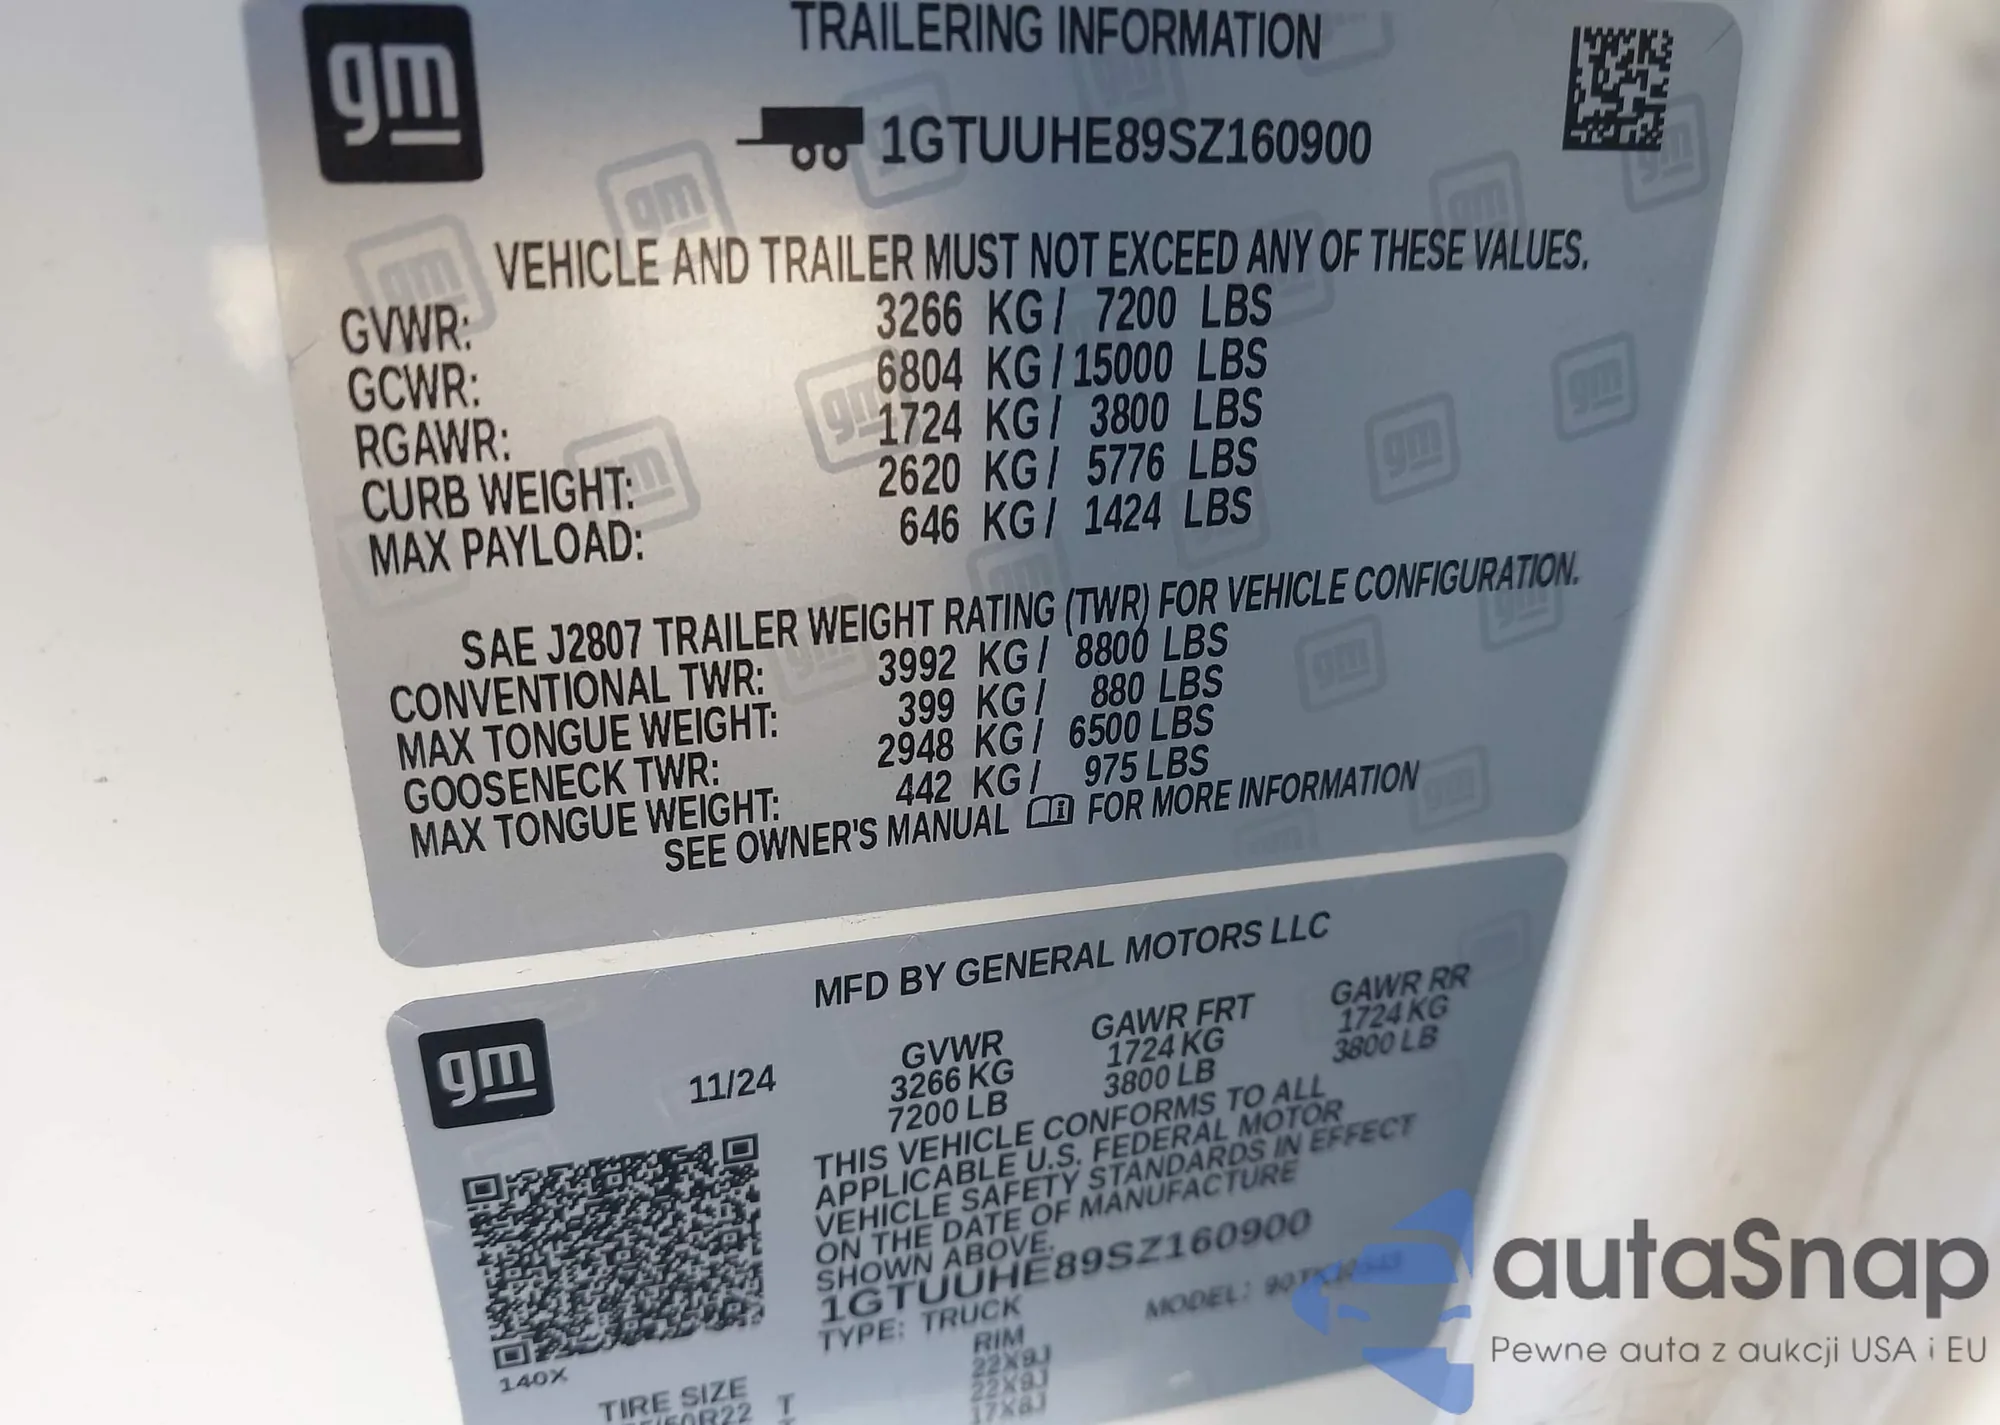 gm
TRAILERING INFORMATION
1GTUUHE89SZ160900
VEHICLE AND TRAILER MUST NOT EXCEED ANY OF THESE VALUES.
GVWR: 3266 KG / 7200 LBS
GCWR: 6804 KG / 15000 LBS
RGAWR: 1724 KG / 3800 LBS
CURB WEIGHT: 2620 KG / 5776 LBS
MAX PAYLOAD: 646 KG / 1424 LBS
SAE J2807 TRAILER WEIGHT RATING (TWR) FOR VEHICLE CONFIGURATION.
CONVENTIONAL TWR: 3992 KG / 8800 LBS
MAX TONGUE WEIGHT: 399 KG / 880 LBS
GOOSENECK TWR: 2948 KG / 6500 LBS
MAX TONGUE WEIGHT: 442 KG / 975 LBS
SEE OWNER'S MANUAL FOR MORE INFORMATION
gm
MFD BY GENERAL MOTORS LLC
11/24
GVWR GAWR FRT GAWR RR
3266 KG 1724 KG 1724 KG
7200 LB 3800 LB 3800 LB
THIS VEHICLE CONFORMS TO ALL
APPLICABLE U.S. FEDERAL MOTOR
VEHICLE SAFETY STANDARDS IN EFFECT
ON THE DATE OF MANUFACTURE
SHOWN ABOVE.
1GTUUHE89SZ160900
TYPE: TRUCK MODEL:
140X
TIRE SIZE RIM
22X9J
22X9J
17X8J
autaSnap
Pewne auta z aukcji USA i EU